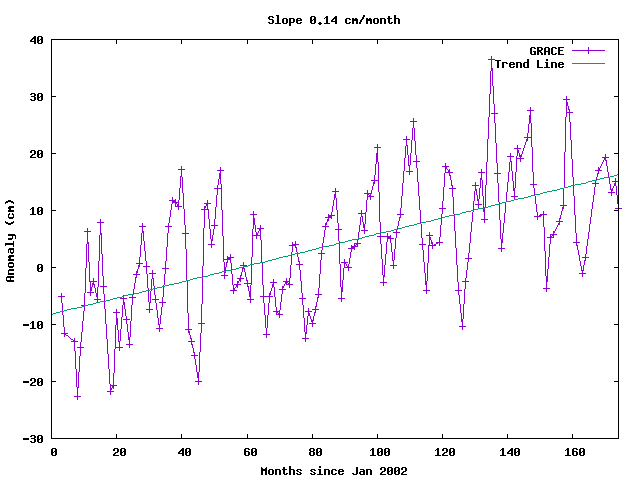 Slope 0.14 cm/month
40
30
20
10
0
-10
-20
-30
Anomaly (cm)
GRACE
Trend Line
0 20 40 60 80 100 120 140 160
Months since Jan 2002